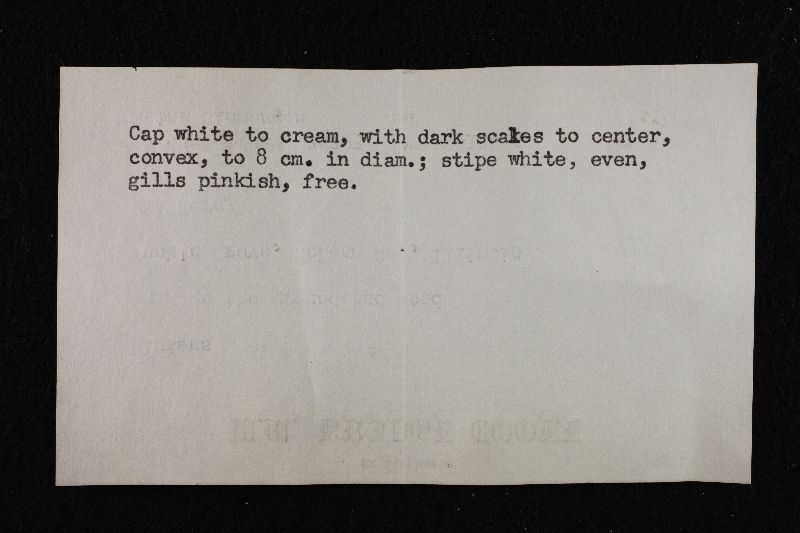 Cap white to cream, with dark scales to center,
convex, to 8 cm. in diam.; stipe white, even,
gills pinkish, free.